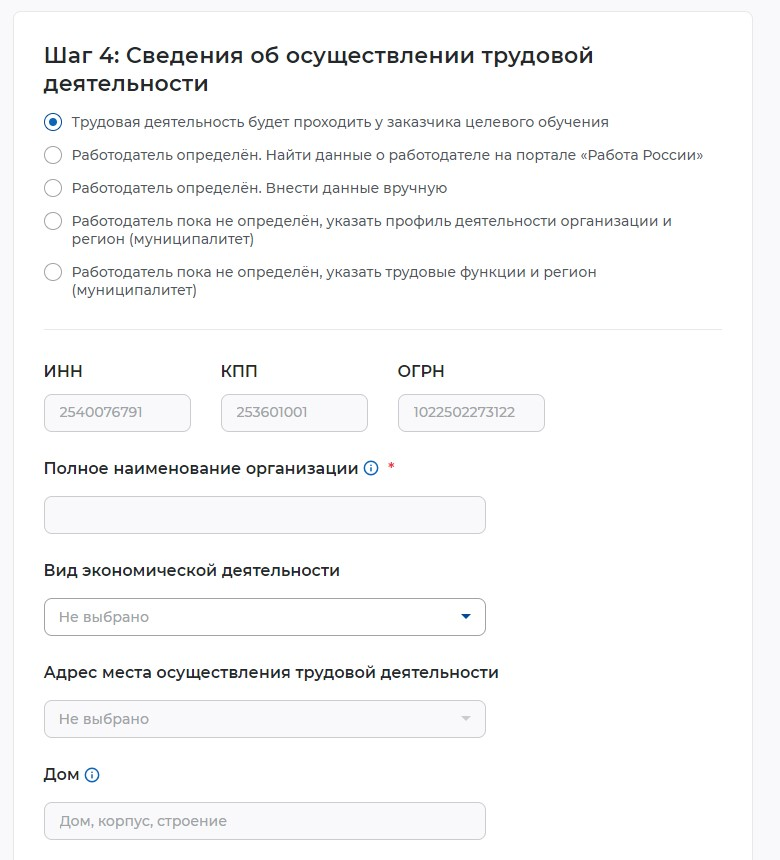 Шаг 4: Сведения об осуществлении трудовой
деятельности
Трудовая деятельность будет проходить у заказчика целевого обучения
Работодатель определён. Найти данные о работодателе на портале «Работа России»
Работодатель определён. Внести данные вручную
Работодатель пока не определён, указать профиль деятельности организации и
регион (муниципалитет)
Работодатель пока не определён, указать трудовые функции и регион
(муниципалитет)
ИНН КПП ОГРН
2540076791 253601001 1022502273122
Полное наименование организации *
Вид экономической деятельности
Не выбрано
Адрес места осуществления трудовой деятельности
Не выбрано
Дом
Дом, корпус, строение